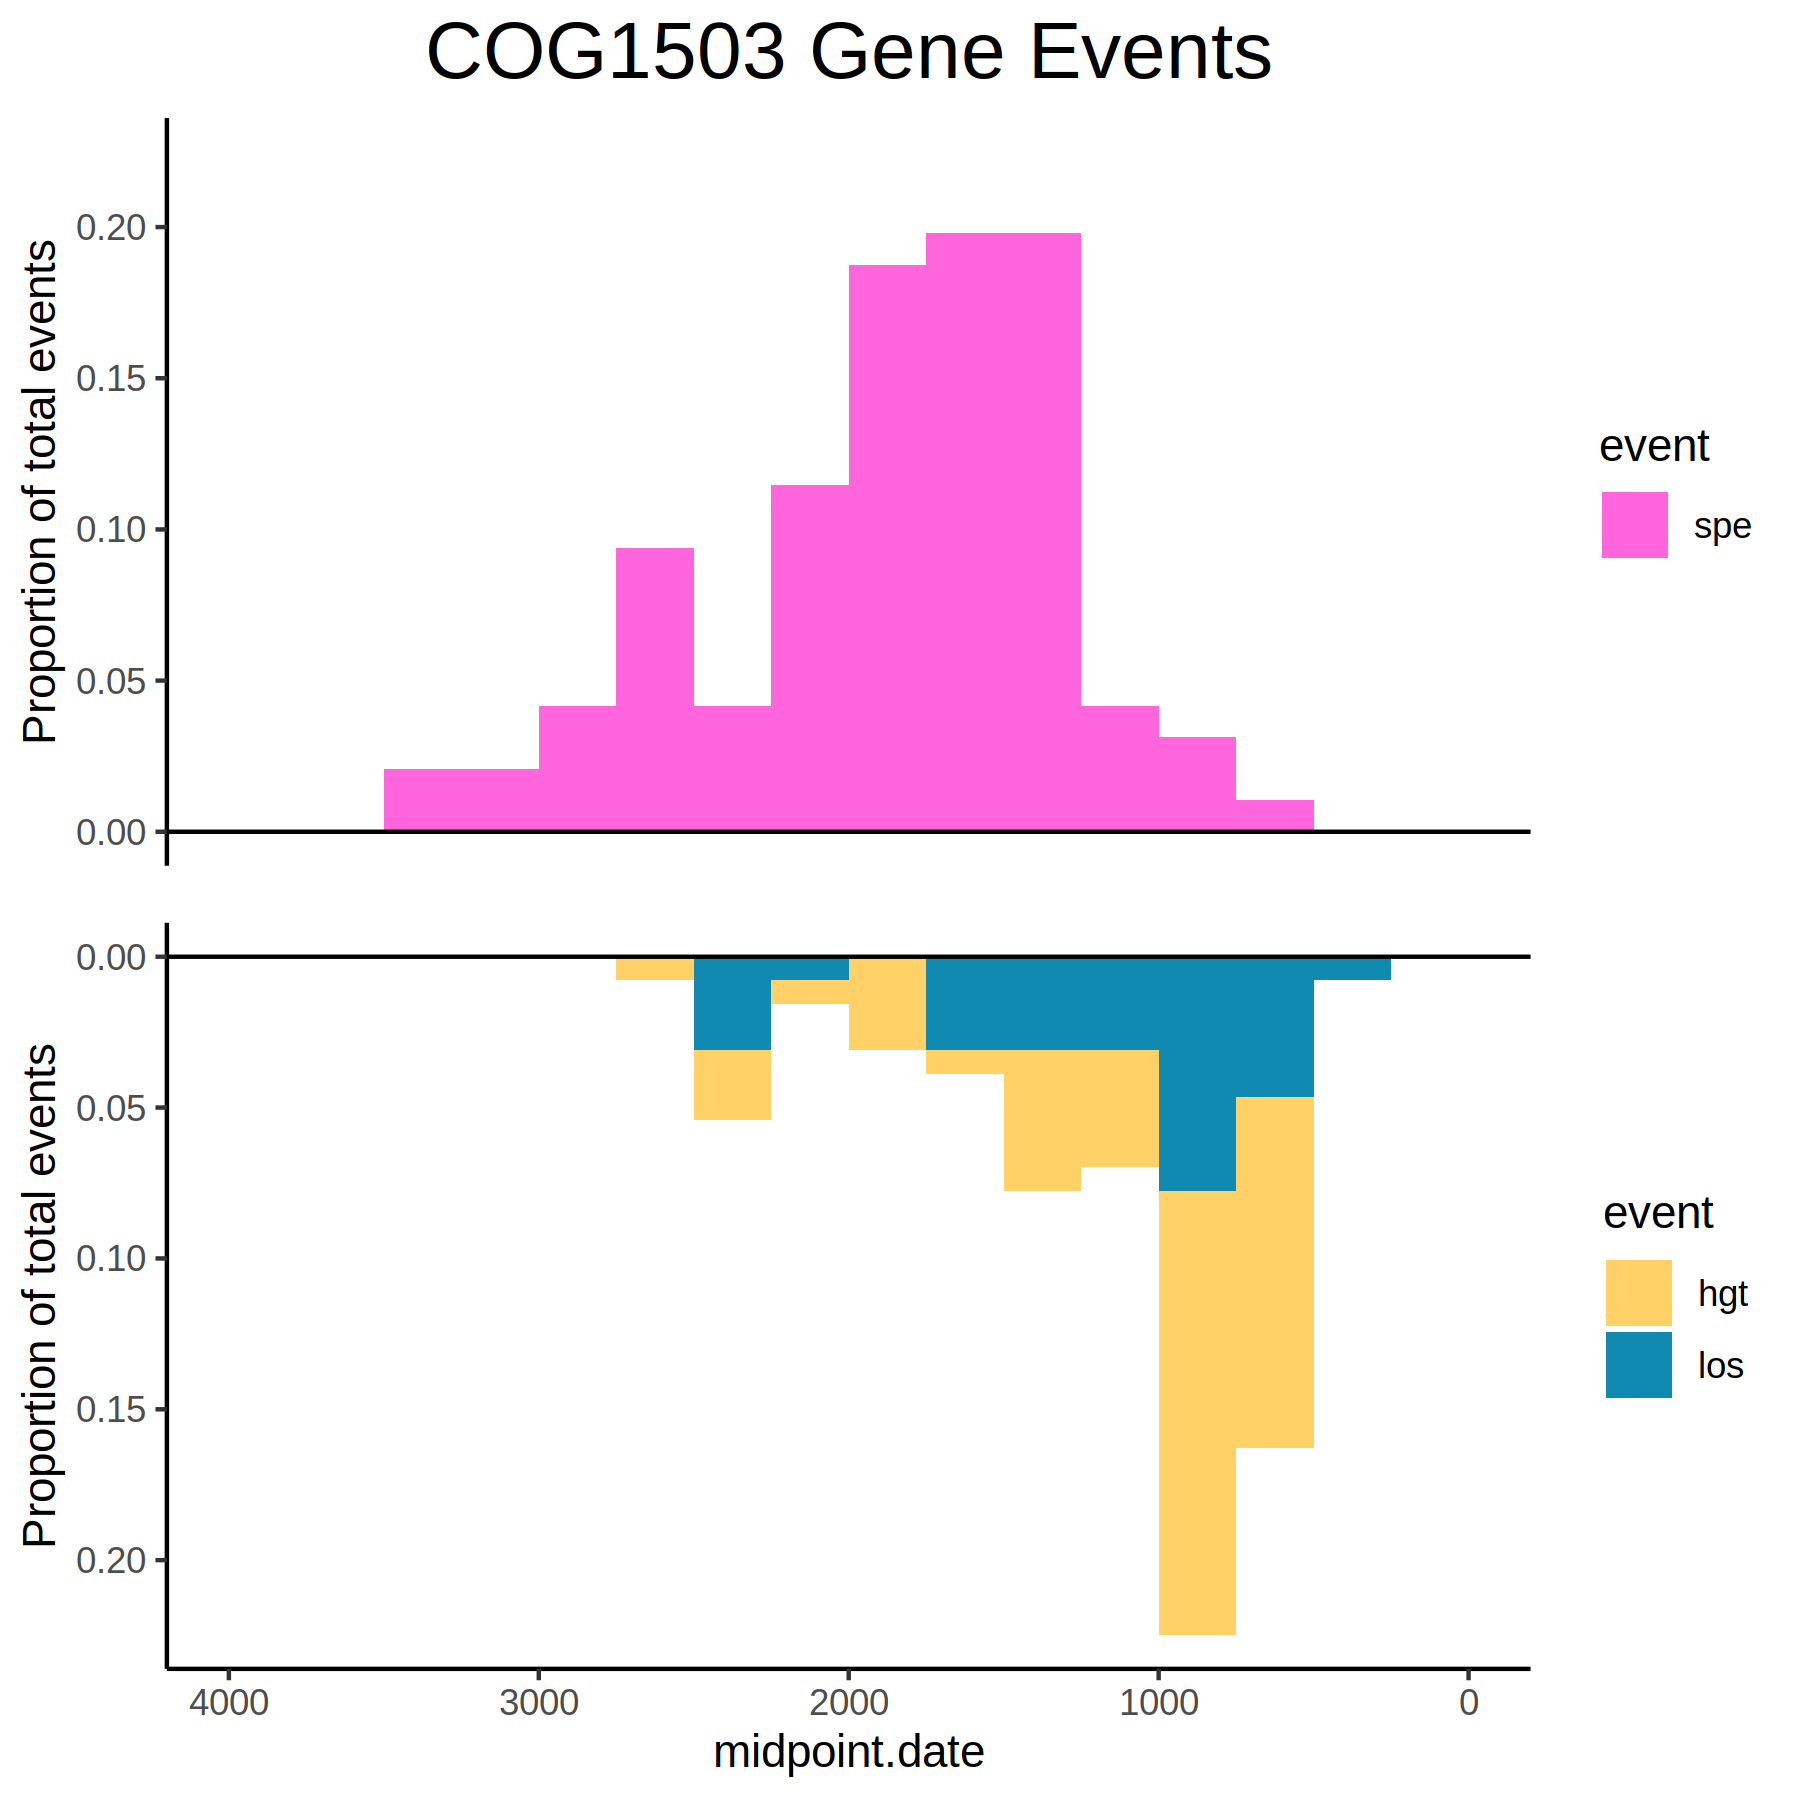 COG1503 Gene Events
Proportion of total events
0.20
0.15
0.10
0.05
0.00
event
spe
Proportion of total events
0.00
0.05
0.10
0.15
0.20
event
hgt
los
4000 3000 2000 1000 0
midpoint.date